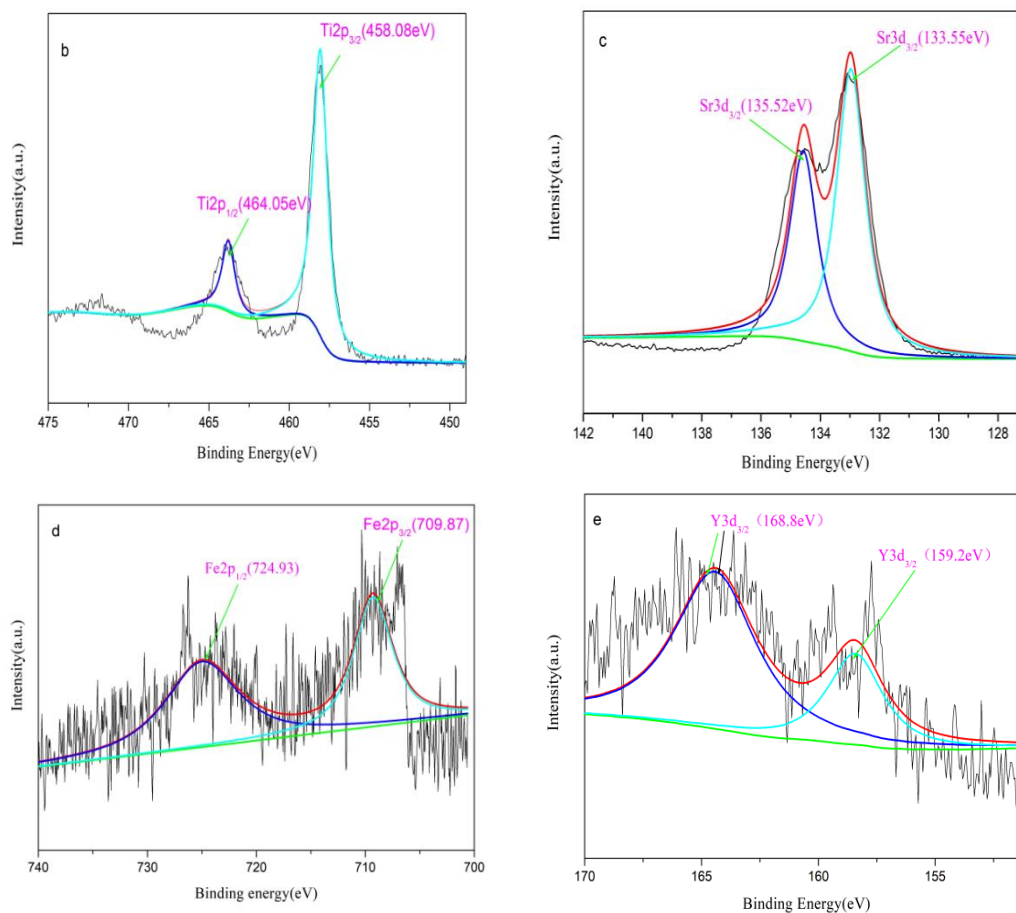 b
Ti2p3/2(458.08eV)
Ti2p1/2(464.05eV)
Intensity(a.u.)
475 470 465 460 455 450
Binding Energy(eV)
c
Sr3d3/2(133.55eV)
Sr3d3/2(135.52eV)
Intensity(a.u.)
142 140 138 136 134 132 130 128
Binding Energy(eV)
d
Fe2p3/2(709.87)
Fe2p1/2(724.93)
Intensity(a.u.)
740 730 720 710 700
Binding energy(eV)
e
Y3d3/2（168.8eV）
Y3d3/2（159.2eV）
Intensity(a.u.)
170 165 160 155
Binding Energy(eV)